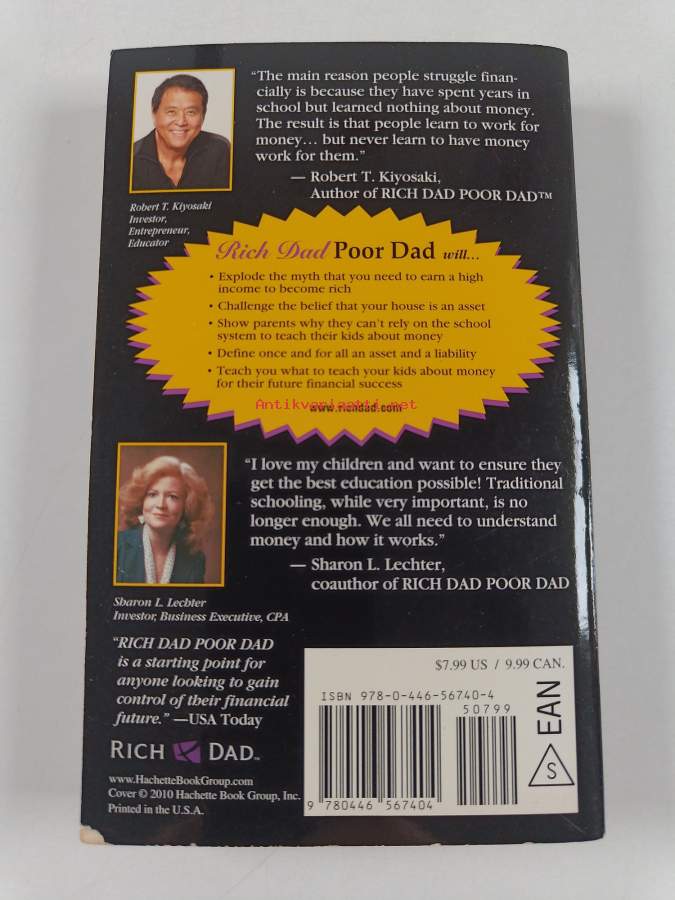 "The main reason people struggle finan-
cially is because they have spent years in
school but learned nothing about money.
The result is that people learn to work for
money... but never learn to have money
work for them."
— Robert T. Kiyosaki,
Author of RICH DAD POOR DAD™
Robert T. Kiyosaki
Investor,
Entrepreneur,
Educator
Rich Dad Poor Dad will...
• Explode the myth that you need to earn a high
income to become rich
• Challenge the belief that your house is an asset
• Show parents why they can't rely on the school
system to teach their kids about money
• Define once and for all an asset and a liability
• Teach you what to teach your kids about money
for their future financial success
Antikvariaatti.net
www.richdad.com
"I love my children and want to ensure they
get the best education possible! Traditional
schooling, while very important, is no
longer enough. We all need to understand
money and how it works."
— Sharon L. Lechter,
coauthor of RICH DAD POOR DAD
Sharon L. Lechter
Investor, Business Executive, CPA
"RICH DAD POOR DAD
is a starting point for
anyone looking to gain
control of their financial
future." —USA Today
RICH DAD™
www.HachetteBookGroup.com
Cover © 2010 Hachette Book Group, Inc.
Printed in the U.S.A.
$7.99 US / 9.99 CAN.
ISBN 978-0-446-56740-4
50799
9 780446 567404
S EAN